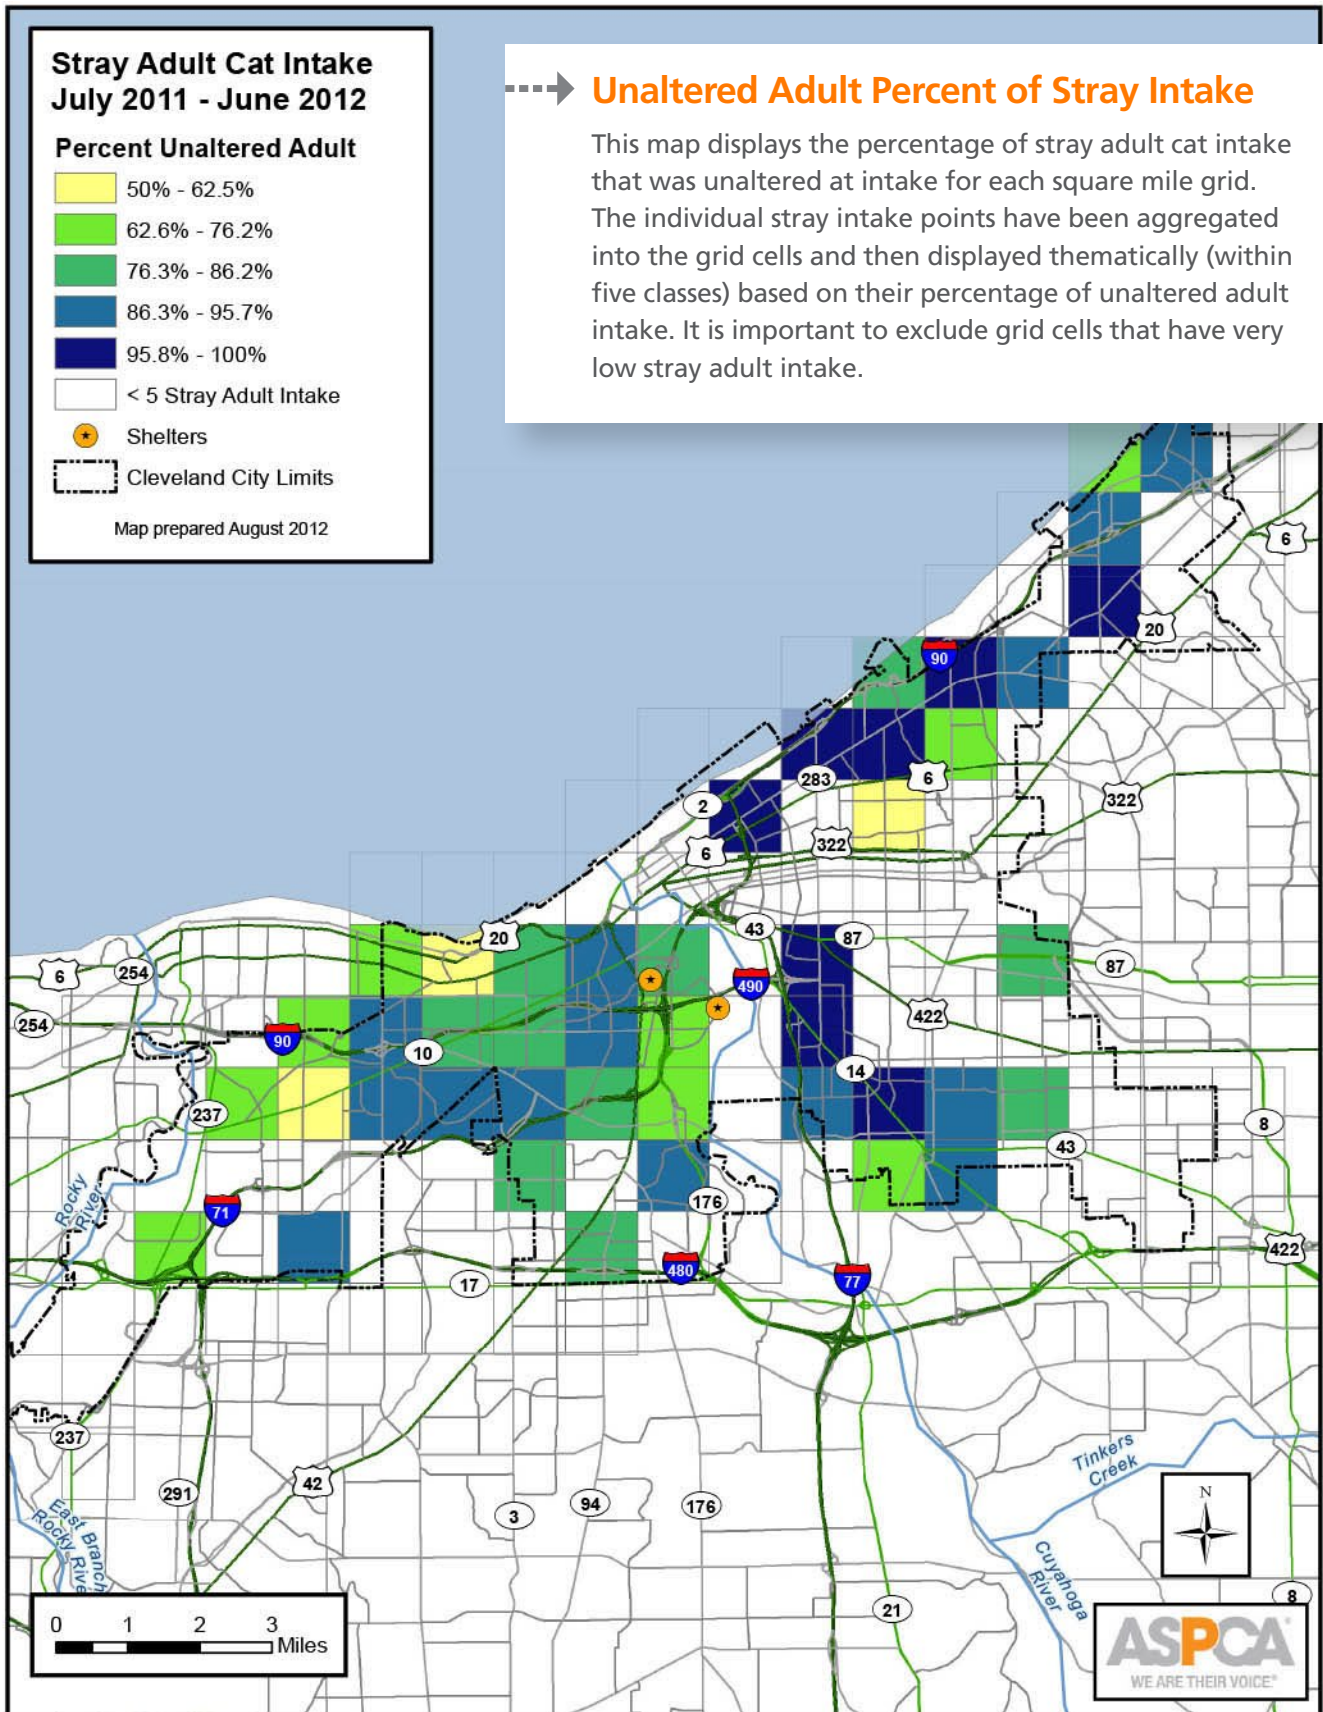 Stray Adult Cat Intake
July 2011 - June 2012
Percent Unaltered Adult
50% - 62.5%
62.6% - 76.2%
76.3% - 86.2%
86.3% - 95.7%
95.8% - 100%
< 5 Stray Adult Intake
Shelters
Cleveland City Limits
Map prepared August 2012
Unaltered Adult Percent of Stray Intake
This map displays the percentage of stray adult cat intake
that was unaltered at intake for each square mile grid.
The individual stray intake points have been aggregated
into the grid cells and then displayed thematically (within
five classes) based on their percentage of unaltered adult
intake. It is important to exclude grid cells that have very
low stray adult intake.
6
20
90
283
6
2
322
322
6
20
43
87
6
254
87
490
254
422
90
10
14
237
8
43
Rocky
River
176
71
422
480
17
77
237
Tinkers
Creek
42
291
94
176
3
N
East Branch
Rocky River
Cuyahoga
River
8
21
0 1 2 3
Miles
ASPCA®
WE ARE THEIR VOICE®